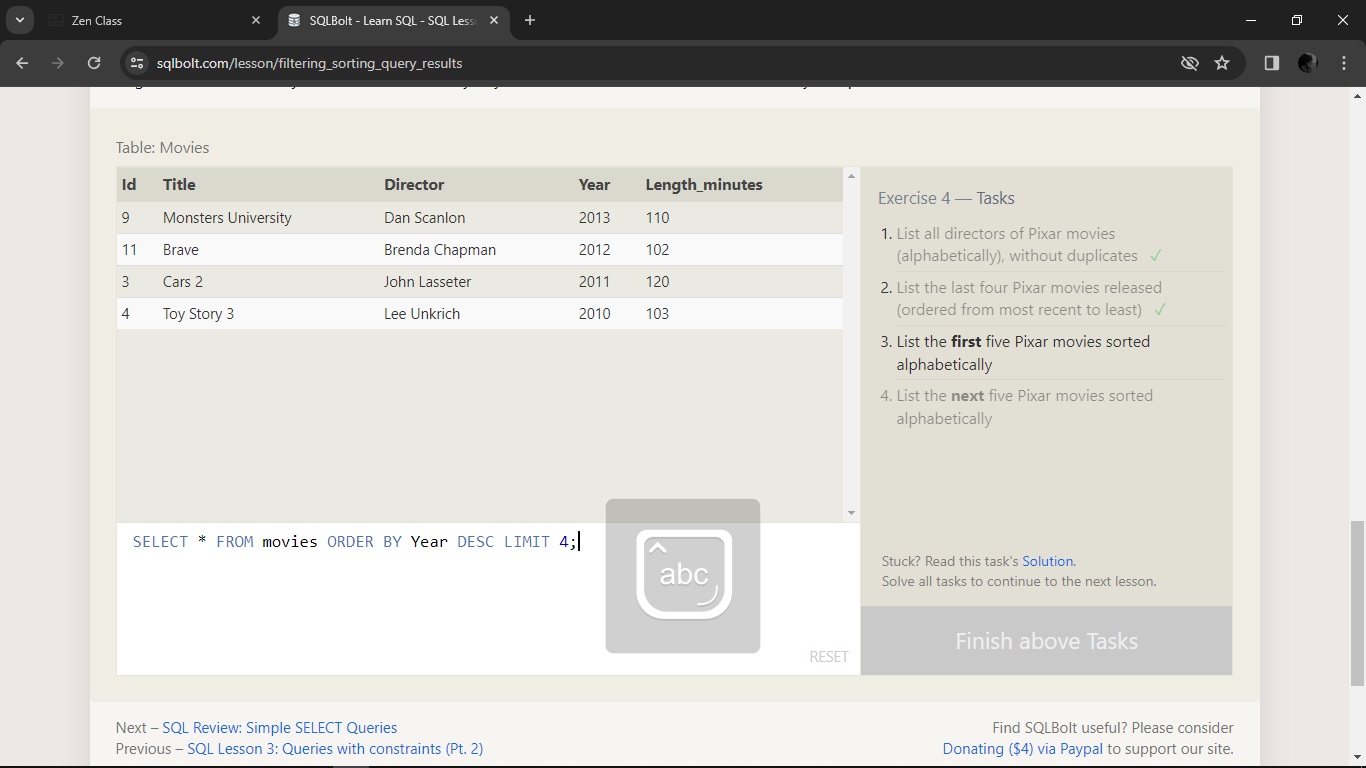 Zen Class
SQLBolt - Learn SQL - SQL Less
sqlbolt.com/lesson/filtering_sorting_query_results
Table: Movies
Id Title Director Year Length_minutes
9 Monsters University Dan Scanlon 2013 110
11 Brave Brenda Chapman 2012 102
3 Cars 2 John Lasseter 2011 120
4 Toy Story 3 Lee Unkrich 2010 103
SELECT * FROM movies ORDER BY Year DESC LIMIT 4;
abc
RESET
Exercise 4 — Tasks
1. List all directors of Pixar movies
(alphabetically), without duplicates ✓
2. List the last four Pixar movies released
(ordered from most recent to least) ✓
3. List the first five Pixar movies sorted
alphabetically
4. List the next five Pixar movies sorted
alphabetically
Stuck? Read this task's Solution.
Solve all tasks to continue to the next lesson.
Finish above Tasks
Next – SQL Review: Simple SELECT Queries
Previous – SQL Lesson 3: Queries with constraints (Pt. 2)
Find SQLBolt useful? Please consider
Donating ($4) via Paypal to support our site.